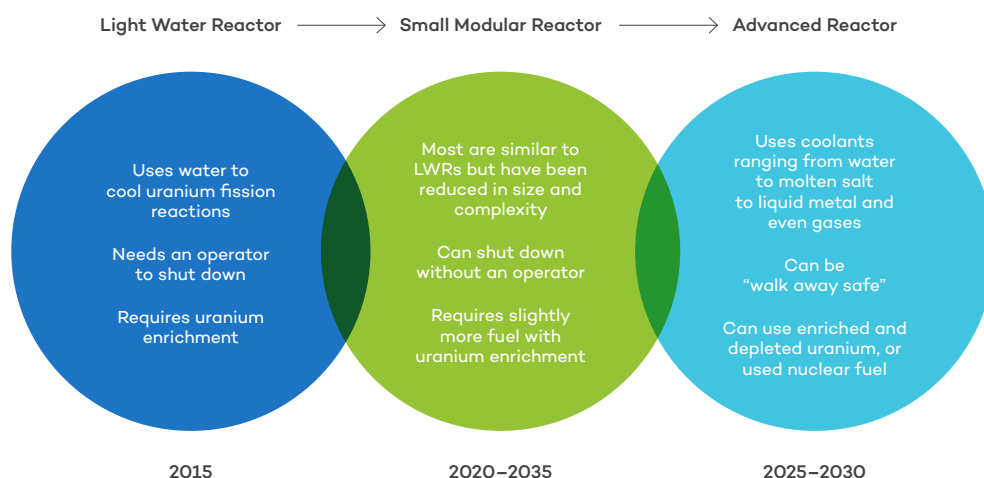 Light Water Reactor
Small Modular Reactor
Advanced Reactor
Uses water to
cool uranium fission
reactions
Needs an operator
to shut down
Requires uranium
enrichment
Most are similar to
LWRs but have been
reduced in size and
complexity
Can shut down
without an operator
Requires slightly
more fuel with
uranium enrichment
Uses coolants
ranging from water
to molten salt
to liquid metal and
even gases
Can be
“walk away safe”
Can use enriched and
depleted uranium, or
used nuclear fuel
2015
2020–2035
2025–2030